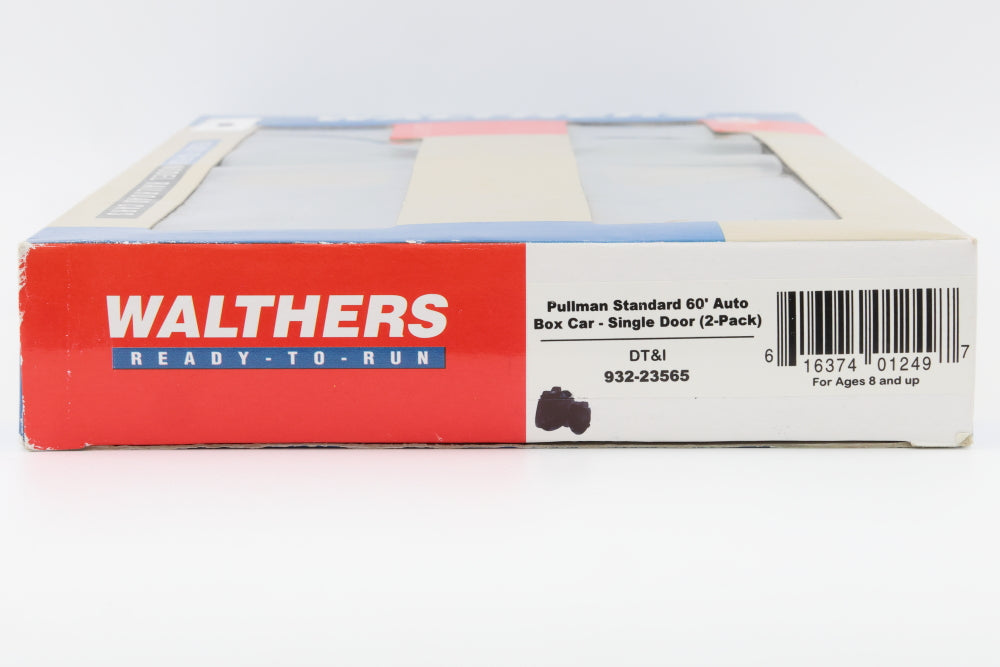 WALTHERS
READY-TO-RUN
Pullman Standard 60' Auto
Box Car - Single Door (2-Pack)
DT&I
932-23565
6 16374 01249 7
For Ages 8 and up